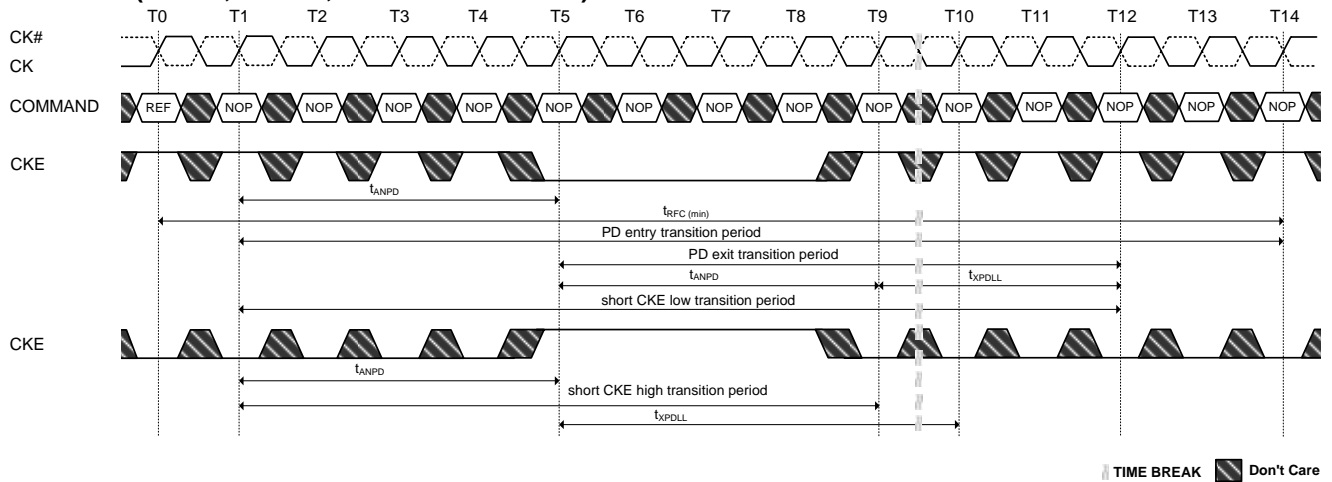 T0 T1 T2 T3 T4 T5 T6 T7 T8 T9 T10 T11 T12 T13 T14
CK#
CK
COMMAND REF NOP NOP NOP NOP NOP NOP NOP NOP NOP NOP NOP NOP NOP NOP
CKE
tANPD
tRFC (min)
PD entry transition period
PD exit transition period
tANPD tXPDLL
short CKE low transition period
CKE
tANPD
short CKE high transition period
tXPDLL
TIME BREAK Don't Care